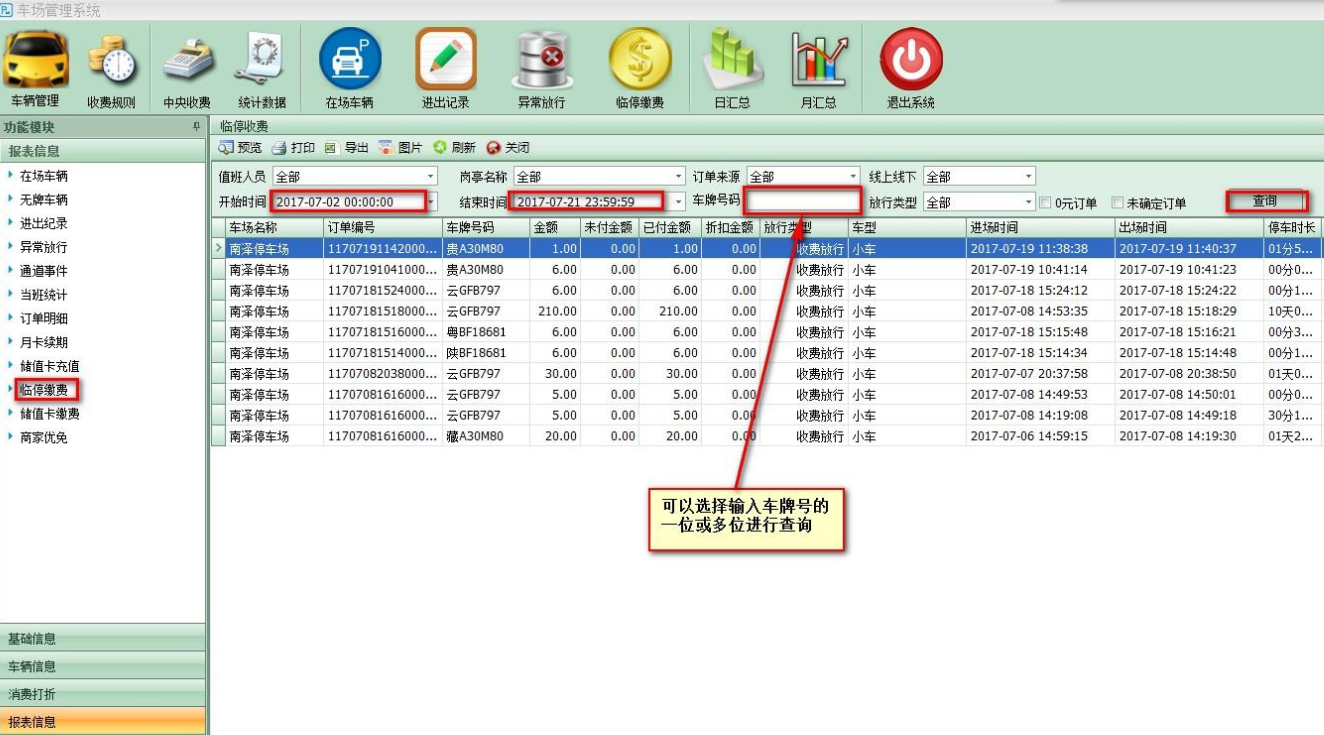 车场管理系统
车辆管理 收费规则 中央收费 统计数据 在场车辆 进出记录 异常放行 临停缴费 日汇总 月汇总 退出系统
功能模块
报表信息
在场车辆
无牌车辆
进出纪录
异常放行
通道事件
当班统计
订单明细
月卡续期
储值卡充值
临停缴费
储值卡缴费
商家优免
基础信息
车辆信息
消费打折
报表信息
临停收费
预览 打印 导出 图片 刷新 关闭
值班人员 全部 岗亭名称 全部 订单来源 全部 线上线下 全部
开始时间 2017-07-02 00:00:00 结束时间 2017-07-21 23:59:59 车牌号码 放行类型 全部 0元订单 未确定订单 查询
车场名称 订单编号 车牌号码 金额 未付金额 已付金额 折扣金额 放行类型 车型 进场时间 出场时间 停车时长
南泽停车场 11707191142000... 贵A30M80 1.00 0.00 1.00 0.00 收费放行 小车 2017-07-19 11:38:38 2017-07-19 11:40:37 01分5...
南泽停车场 11707191041000... 贵A30M80 6.00 0.00 6.00 0.00 收费放行 小车 2017-07-19 10:41:14 2017-07-19 10:41:23 00分0...
南泽停车场 11707181524000... 云GFB797 6.00 0.00 6.00 0.00 收费放行 小车 2017-07-18 15:24:12 2017-07-18 15:24:22 00分1...
南泽停车场 11707181518000... 云GFB797 210.00 0.00 210.00 0.00 收费放行 小车 2017-07-08 14:53:35 2017-07-18 15:18:29 10天0...
南泽停车场 11707181516000... 粤BF18681 6.00 0.00 6.00 0.00 收费放行 小车 2017-07-18 15:15:48 2017-07-18 15:16:21 00分3...
南泽停车场 11707181514000... 陕BF18681 6.00 0.00 6.00 0.00 收费放行 小车 2017-07-18 15:14:34 2017-07-18 15:14:48 00分1...
南泽停车场 11707082038000... 云GFB797 30.00 0.00 30.00 0.00 收费放行 小车 2017-07-07 20:37:58 2017-07-08 20:38:50 01天0...
南泽停车场 11707081616000... 云GFB797 5.00 0.00 5.00 0.00 收费放行 小车 2017-07-08 14:49:53 2017-07-08 14:50:01 00分0...
南泽停车场 11707081616000... 云GFB797 5.00 0.00 5.00 0.00 收费放行 小车 2017-07-08 14:19:08 2017-07-08 14:49:18 30分1...
南泽停车场 11707081616000... 藏A30M80 20.00 0.00 20.00 0.00 收费放行 小车 2017-07-06 14:59:15 2017-07-08 14:19:30 01天2...
可以选择输入车牌号的
一位或多位进行查询